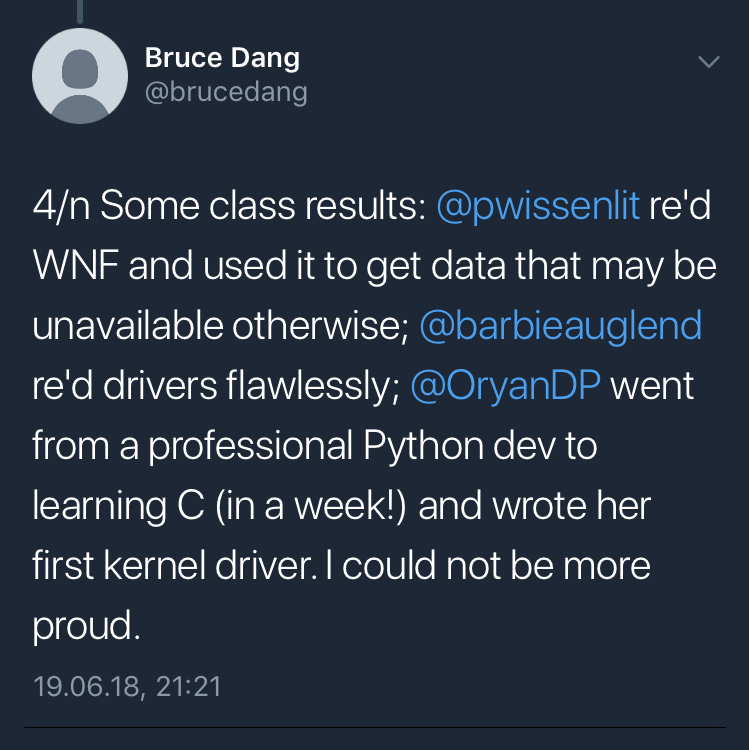 Bruce Dang
@brucedang
4/n Some class results: @pwissenlit re'd
WNF and used it to get data that may be
unavailable otherwise; @barbieauglend
re'd drivers flawlessly; @OryanDP went
from a professional Python dev to
learning C (in a week!) and wrote her
first kernel driver. I could not be more
proud.
19.06.18, 21:21